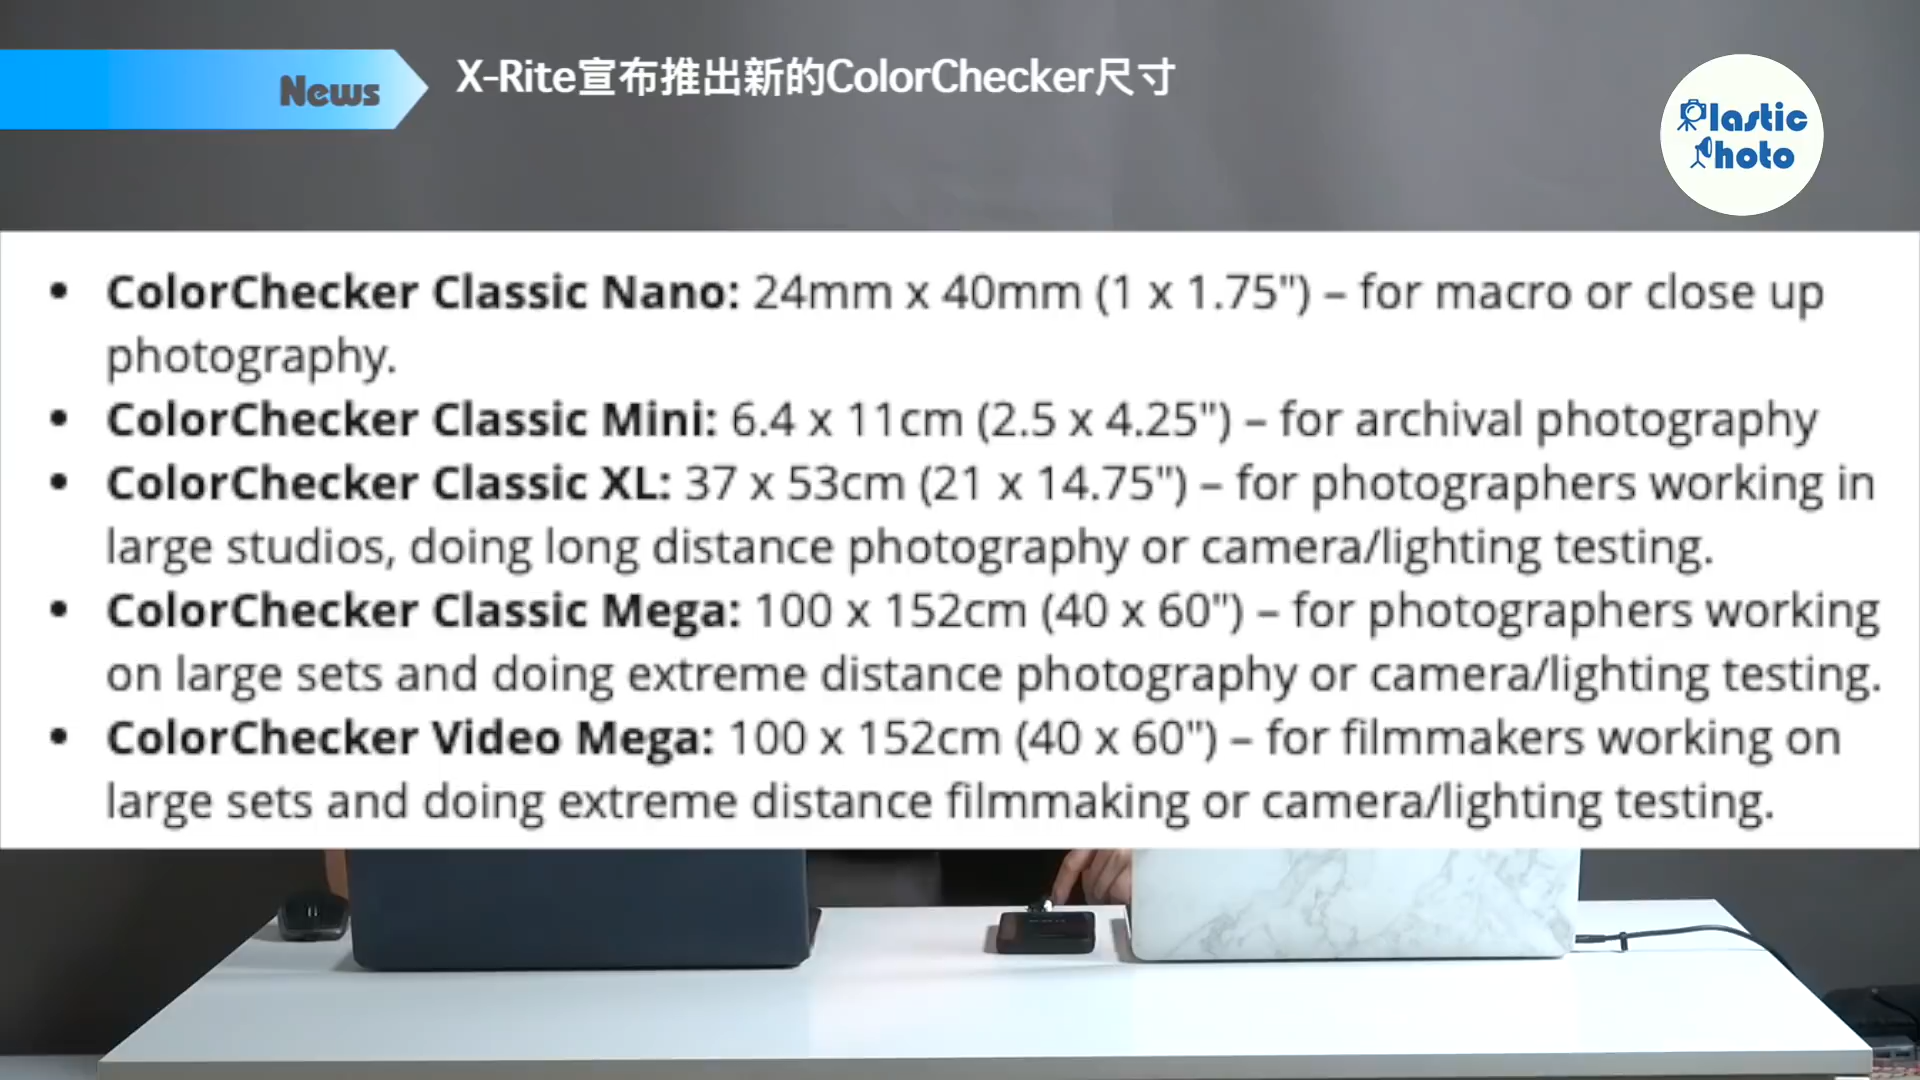 News
X-Rite宣布推出新的ColorChecker尺寸
Plastic
Photo
• ColorChecker Classic Nano: 24mm x 40mm (1 x 1.75") – for macro or close up
photography.
• ColorChecker Classic Mini: 6.4 x 11cm (2.5 x 4.25") – for archival photography
• ColorChecker Classic XL: 37 x 53cm (21 x 14.75") – for photographers working in
large studios, doing long distance photography or camera/lighting testing.
• ColorChecker Classic Mega: 100 x 152cm (40 x 60") – for photographers working
on large sets and doing extreme distance photography or camera/lighting testing.
• ColorChecker Video Mega: 100 x 152cm (40 x 60") – for filmmakers working on
large sets and doing extreme distance filmmaking or camera/lighting testing.